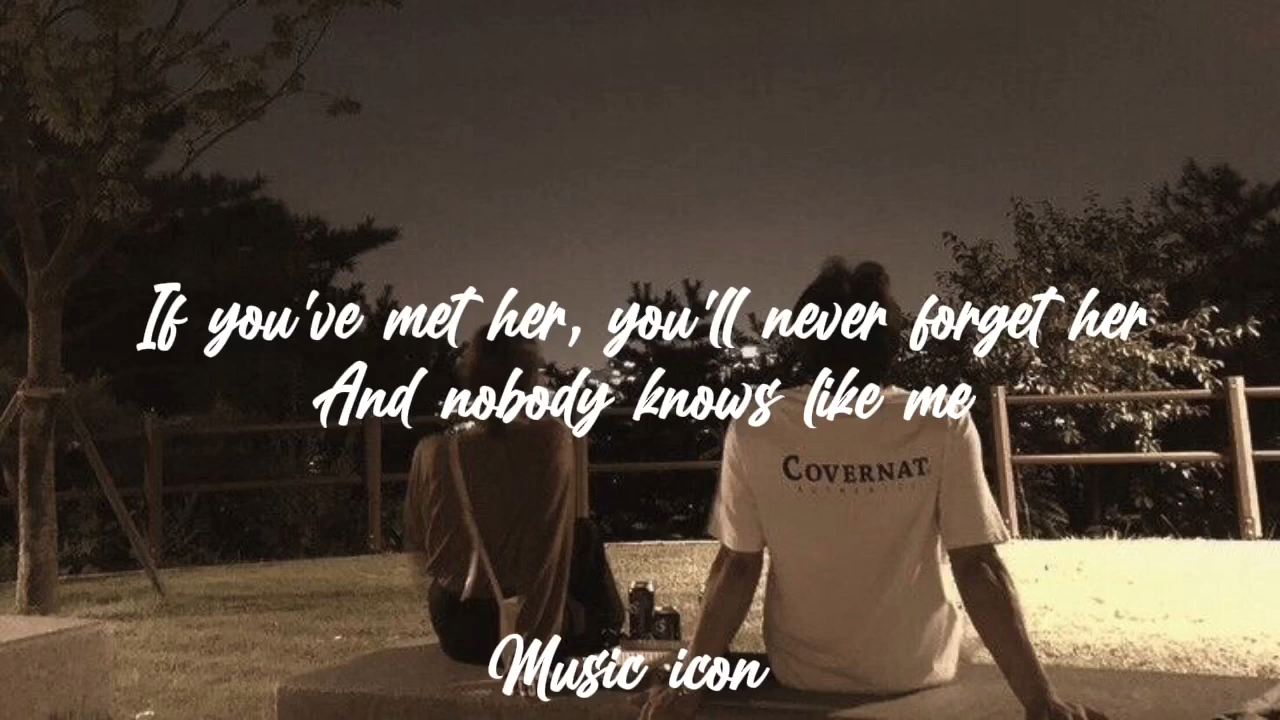 If you've met her, you'll never forget her
And nobody knows like me
COVERNAT
Music icon